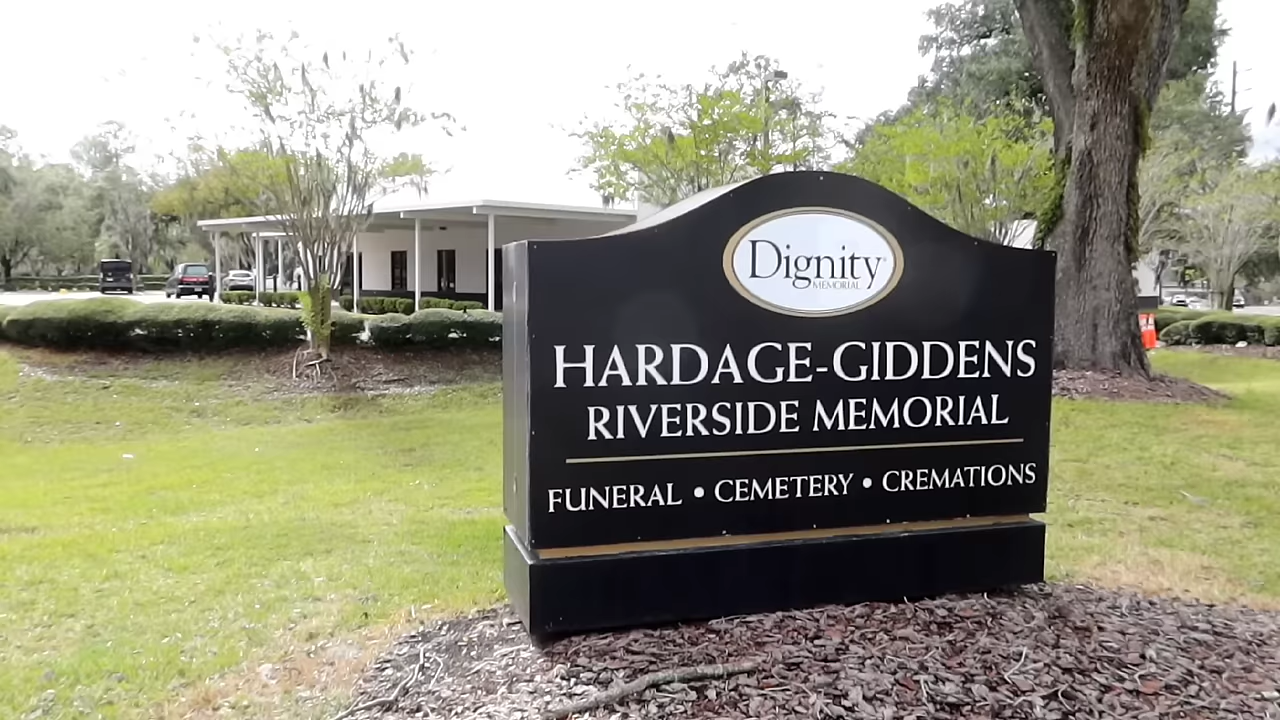 Dignity®
MEMORIAL
HARDAGE-GIDDENS
RIVERSIDE MEMORIAL
FUNERAL • CEMETERY • CREMATIONS